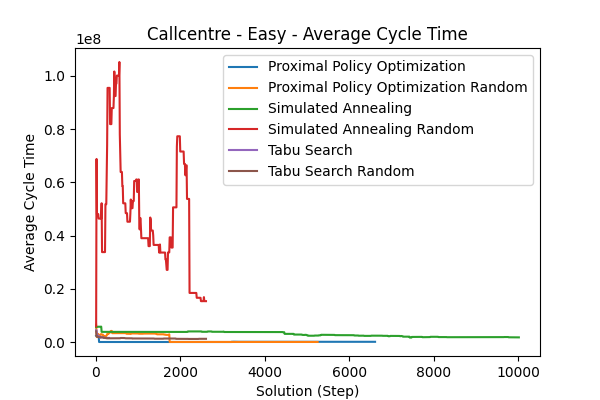 Callcentre - Easy - Average Cycle Time
1e8
Proximal Policy Optimization
Proximal Policy Optimization Random
Simulated Annealing
Simulated Annealing Random
Tabu Search
Tabu Search Random
1.0
0.8
0.6
0.4
0.2
0.0
Average Cycle Time
0
2000
4000
6000
8000
10000
Solution (Step)